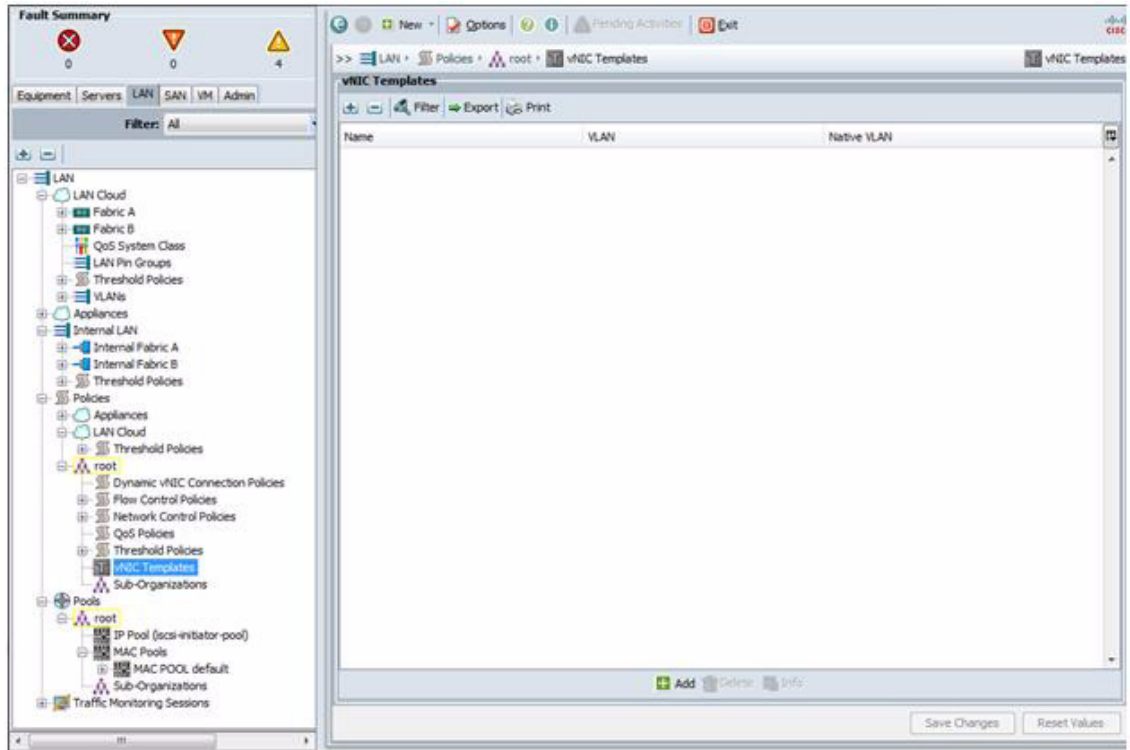 Fault Summary
0 0 4
Equipment Servers LAN SAN VM Admin
Filter: All
LAN
LAN Cloud
Fabric A
Fabric B
QoS System Class
LAN Pin Groups
Threshold Policies
VLANs
Appliances
Internal LAN
Internal Fabric A
Internal Fabric B
Threshold Policies
Policies
Appliances
LAN Cloud
Threshold Policies
root
Dynamic vNIC Connection Policies
Flow Control Policies
Network Control Policies
QoS Policies
Threshold Policies
vNIC Templates
Sub-Organizations
Pools
root
IP Pool (iscsi-initiator-pool)
MAC Pools
MAC POOL default
Sub-Organizations
Traffic Monitoring Sessions
New Options Pending Activities Exit
CISC
>> LAN Policies root vNIC Templates vNIC Templates
vNIC Templates
Filter Export Print
Name VLAN Native VLAN
Add Delete Info
Save Changes Reset Values